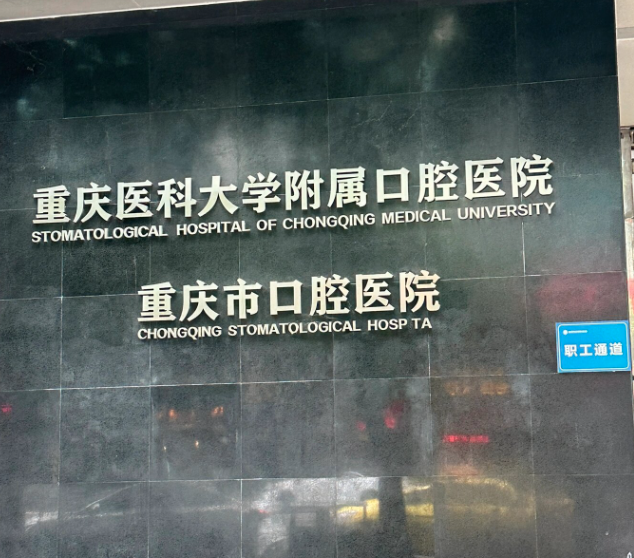 重庆医科大学附属口腔医院
STOMATOLOGICAL HOSPITAL OF CHONGQING MEDICAL UNIVERSITY
重庆市口腔医院
CHONGQING STOMATOLOGICAL HOSP TA
职工通道